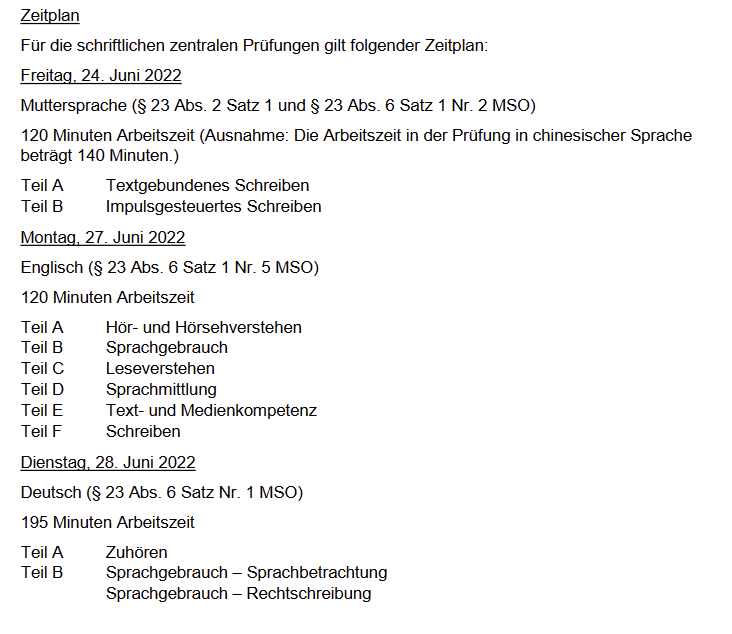 Zeitplan
Für die schriftlichen zentralen Prüfungen gilt folgender Zeitplan:
Freitag, 24. Juni 2022
Muttersprache (§ 23 Abs. 2 Satz 1 und § 23 Abs. 6 Satz 1 Nr. 2 MSO)
120 Minuten Arbeitszeit (Ausnahme: Die Arbeitszeit in der Prüfung in chinesischer Sprache
beträgt 140 Minuten.)
Teil A Textgebundenes Schreiben
Teil B Impulsgesteuertes Schreiben
Montag, 27. Juni 2022
Englisch (§ 23 Abs. 6 Satz 1 Nr. 5 MSO)
120 Minuten Arbeitszeit
Teil A Hör- und Hörsehverstehen
Teil B Sprachgebrauch
Teil C Leseverstehen
Teil D Sprachmittlung
Teil E Text- und Medienkompetenz
Teil F Schreiben
Dienstag, 28. Juni 2022
Deutsch (§ 23 Abs. 6 Satz Nr. 1 MSO)
195 Minuten Arbeitszeit
Teil A Zuhören
Teil B Sprachgebrauch – Sprachbetrachtung
Sprachgebrauch – Rechtschreibung